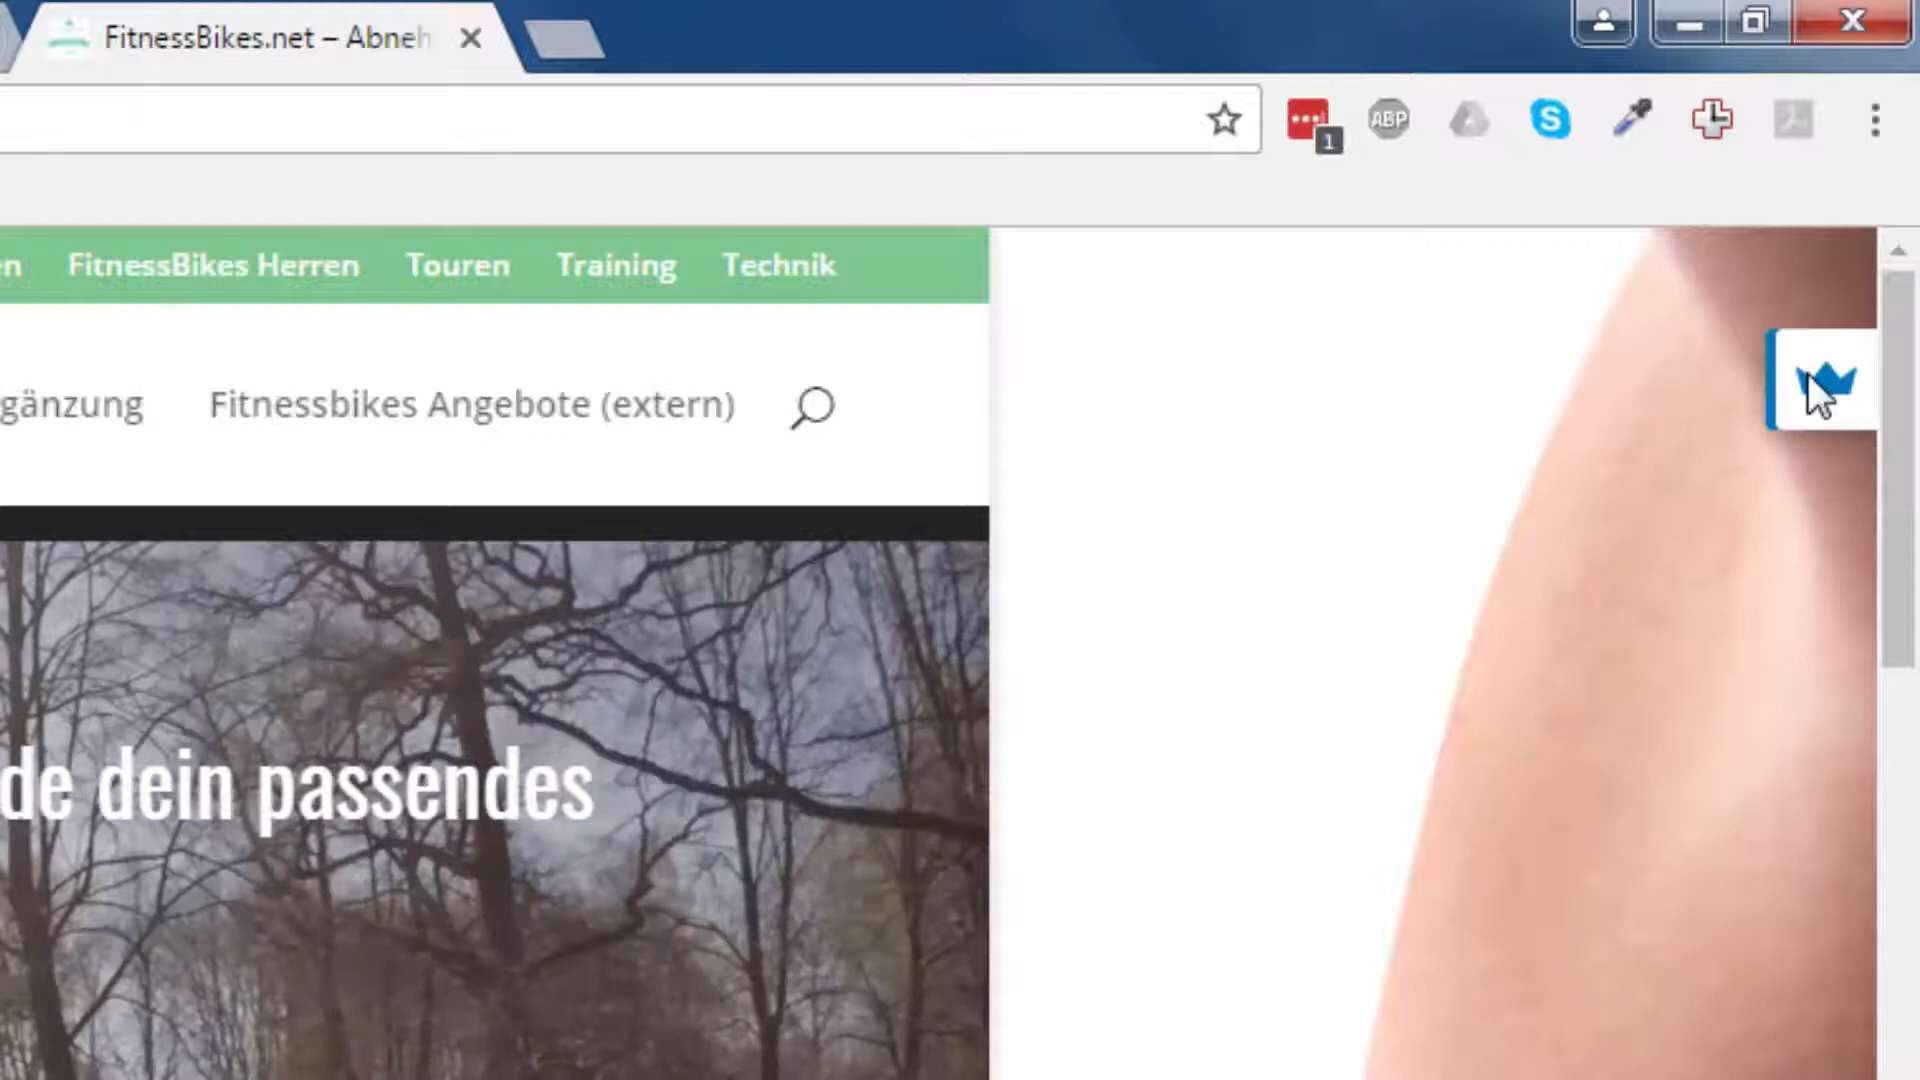 FitnessBikes.net – Abneh
1
ABP
S
en FitnessBikes Herren Touren Training Technik
gänzung Fitnessbikes Angebote (extern)
de dein passendes